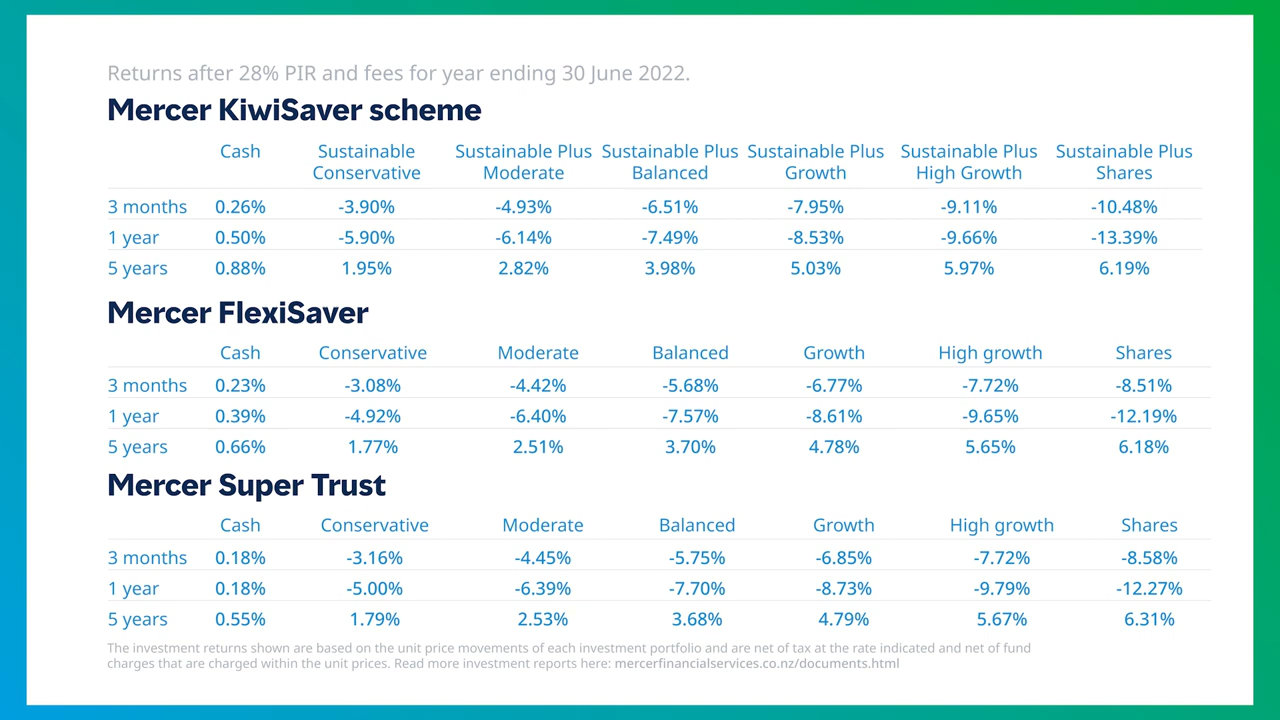 Returns after 28% PIR and fees for year ending 30 June 2022.
Mercer KiwiSaver scheme
Cash Sustainable Conservative Sustainable Plus Moderate Sustainable Plus Balanced Sustainable Plus Growth Sustainable Plus High Growth Sustainable Plus Shares
3 months 0.26% -3.90% -4.93% -6.51% -7.95% -9.11% -10.48%
1 year 0.50% -5.90% -6.14% -7.49% -8.53% -9.66% -13.39%
5 years 0.88% 1.95% 2.82% 3.98% 5.03% 5.97% 6.19%
Mercer FlexiSaver
Cash Conservative Moderate Balanced Growth High growth Shares
3 months 0.23% -3.08% -4.42% -5.68% -6.77% -7.72% -8.51%
1 year 0.39% -4.92% -6.40% -7.57% -8.61% -9.65% -12.19%
5 years 0.66% 1.77% 2.51% 3.70% 4.78% 5.65% 6.18%
Mercer Super Trust
Cash Conservative Moderate Balanced Growth High growth Shares
3 months 0.18% -3.16% -4.45% -5.75% -6.85% -7.72% -8.58%
1 year 0.18% -5.00% -6.39% -7.70% -8.73% -9.79% -12.27%
5 years 0.55% 1.79% 2.53% 3.68% 4.79% 5.67% 6.31%
The investment returns shown are based on the unit price movements of each investment portfolio and are net of tax at the rate indicated and net of fund
charges that are charged within the unit prices. Read more investment reports here: mercerfinancialservices.co.nz/documents.html